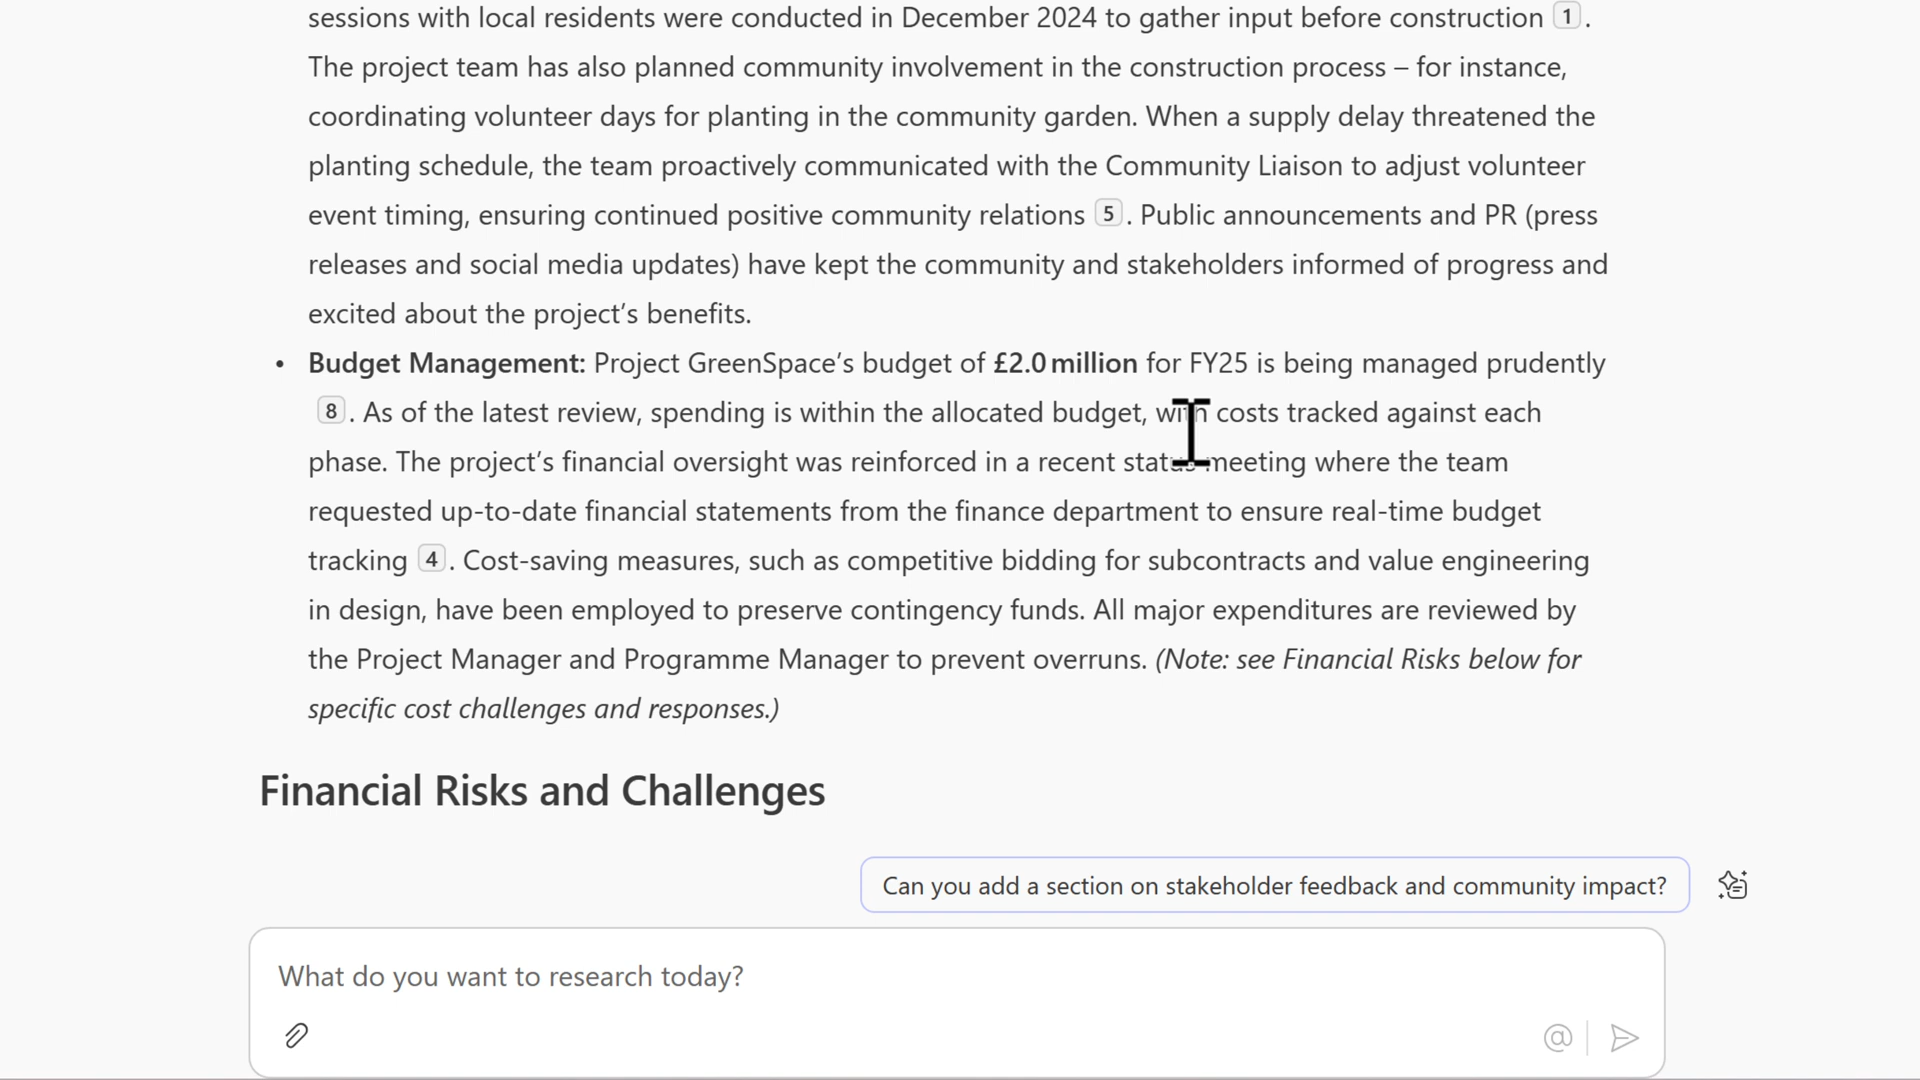 sessions with local residents were conducted in December 2024 to gather input before construction 1.
The project team has also planned community involvement in the construction process – for instance,
coordinating volunteer days for planting in the community garden. When a supply delay threatened the
planting schedule, the team proactively communicated with the Community Liaison to adjust volunteer
event timing, ensuring continued positive community relations 5. Public announcements and PR (press
releases and social media updates) have kept the community and stakeholders informed of progress and
excited about the project’s benefits.
• Budget Management: Project GreenSpace’s budget of £2.0 million for FY25 is being managed prudently
8. As of the latest review, spending is within the allocated budget, with costs tracked against each
phase. The project’s financial oversight was reinforced in a recent status meeting where the team
requested up-to-date financial statements from the finance department to ensure real-time budget
tracking 4. Cost-saving measures, such as competitive bidding for subcontracts and value engineering
in design, have been employed to preserve contingency funds. All major expenditures are reviewed by
the Project Manager and Programme Manager to prevent overruns. (Note: see Financial Risks below for
specific cost challenges and responses.)
Financial Risks and Challenges
Can you add a section on stakeholder feedback and community impact?
What do you want to research today?
@